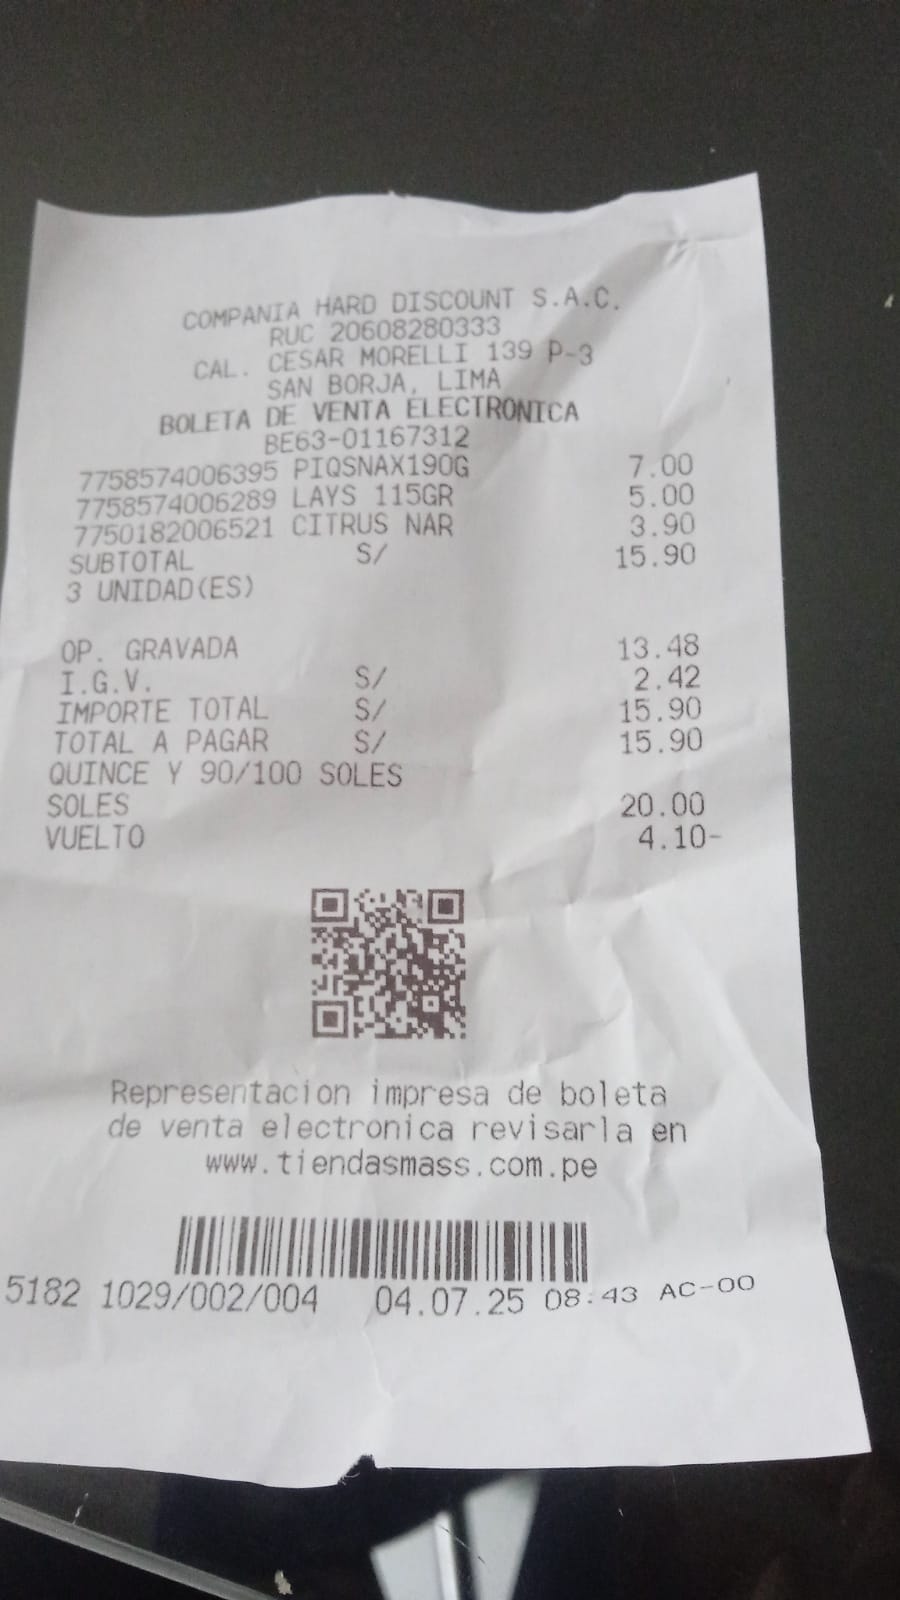 COMPANIA HARD DISCOUNT S.A.C.
RUC 20608280333
CAL. CESAR MORELLI 139 P-3
SAN BORJA, LIMA
BOLETA DE VENTA ELECTRONICA
BE63-01167312
7758574006395 PIQSNAX190G 7.00
7758574006289 LAYS 115GR 5.00
7750182006521 CITRUS NAR 3.90
SUBTOTAL S/ 15.90
3 UNIDAD(ES)
OP. GRAVADA 13.48
I.G.V. S/ 2.42
IMPORTE TOTAL S/ 15.90
TOTAL A PAGAR S/ 15.90
QUINCE Y 90/100 SOLES
SOLES 20.00
VUELTO 4.10-
Representacion impresa de boleta
de venta electronica revisarla en
www.tiendasmass.com.pe
5182 1029/002/004 04.07.25 08:43 AC-00